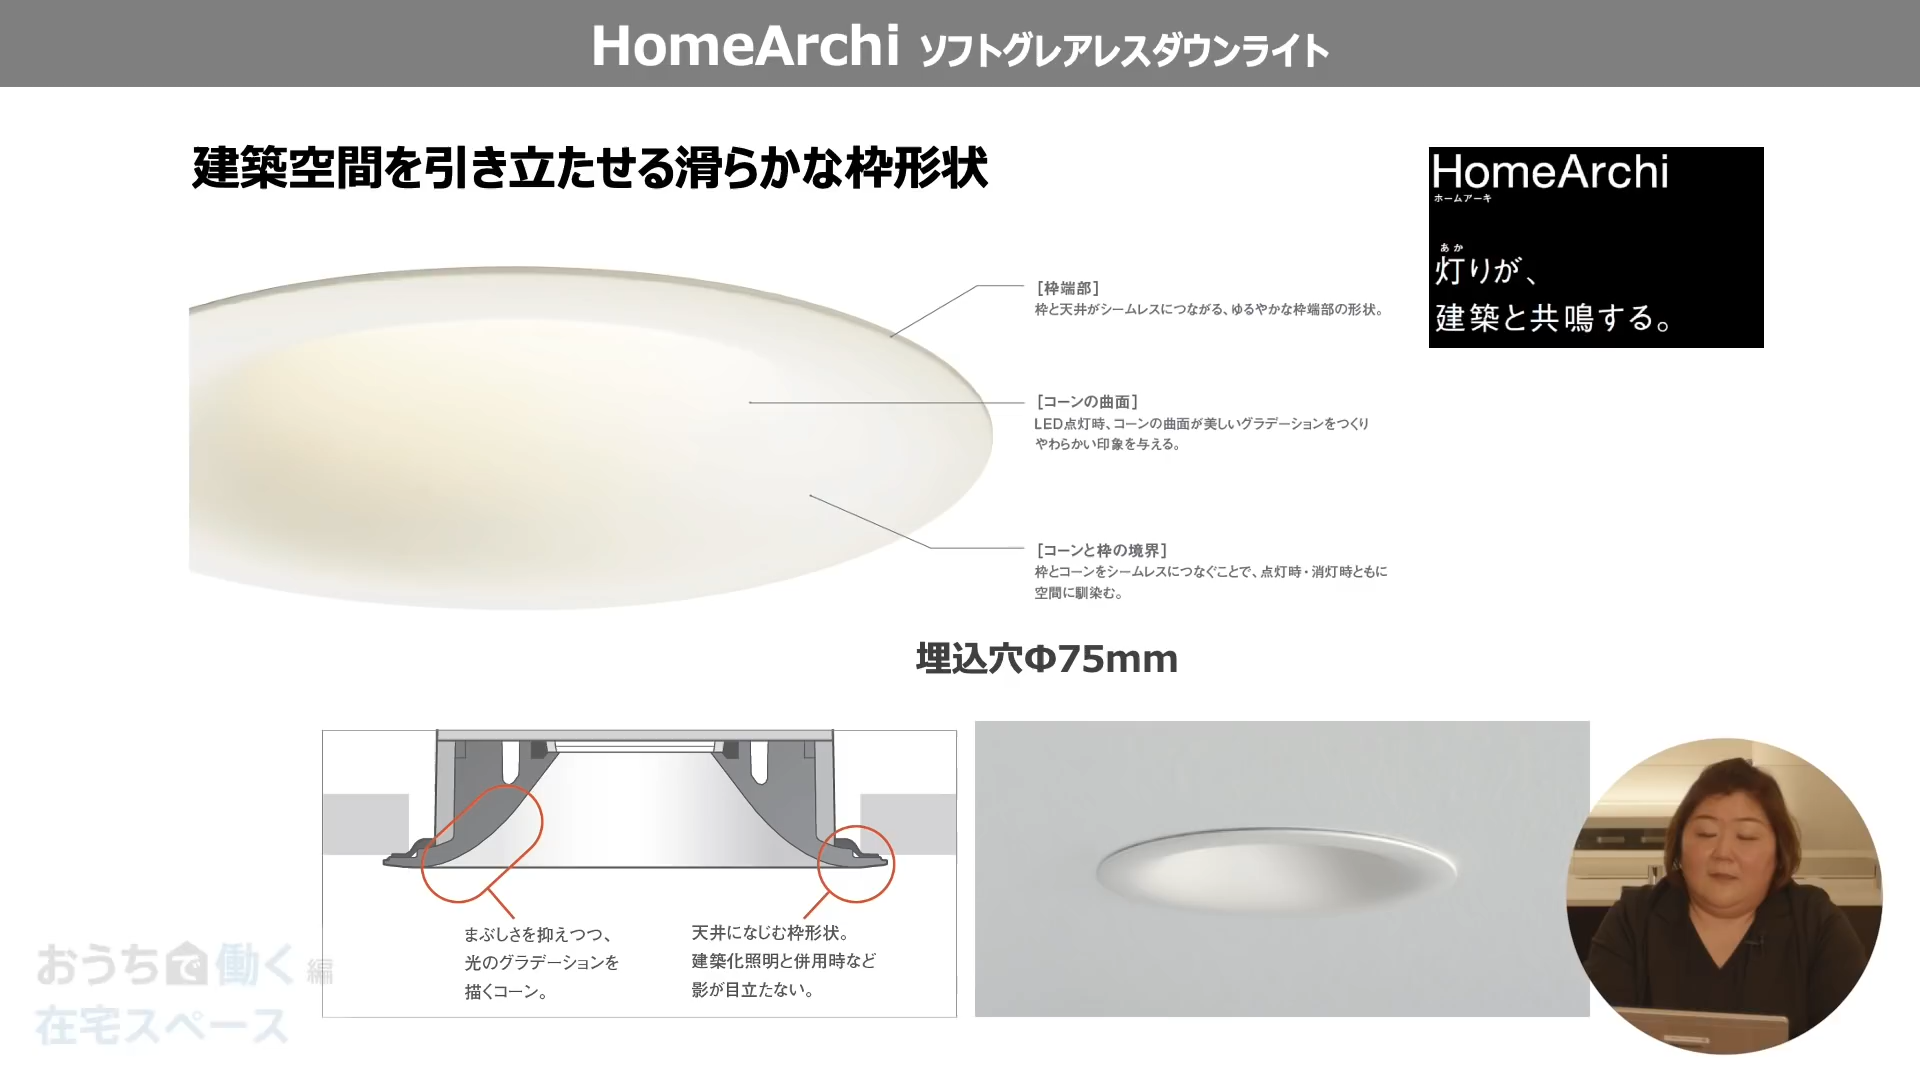 HomeArchi ソフトグレアレスダウンライト
建築空間を引き立たせる滑らかな枠形状
HomeArchi
ホームアーキ
あか
灯りが、
建築と共鳴する。
[枠端部]
枠と天井がシームレスにつながる、ゆるやかな枠端部の形状。
[コーンの曲面]
LED点灯時、コーンの曲面が美しいグラデーションをつくり
やわらかい印象を与える。
[コーンと枠の境界]
枠とコーンをシームレスにつなぐことで、点灯時・消灯時ともに
空間に馴染む。
埋込穴Φ75mm
まぶしさを抑えつつ、
光のグラデーションを
描くコーン。
天井になじむ枠形状。
建築化照明と併用時など
影が目立たない。
おうちで働く 編
在宅スペース